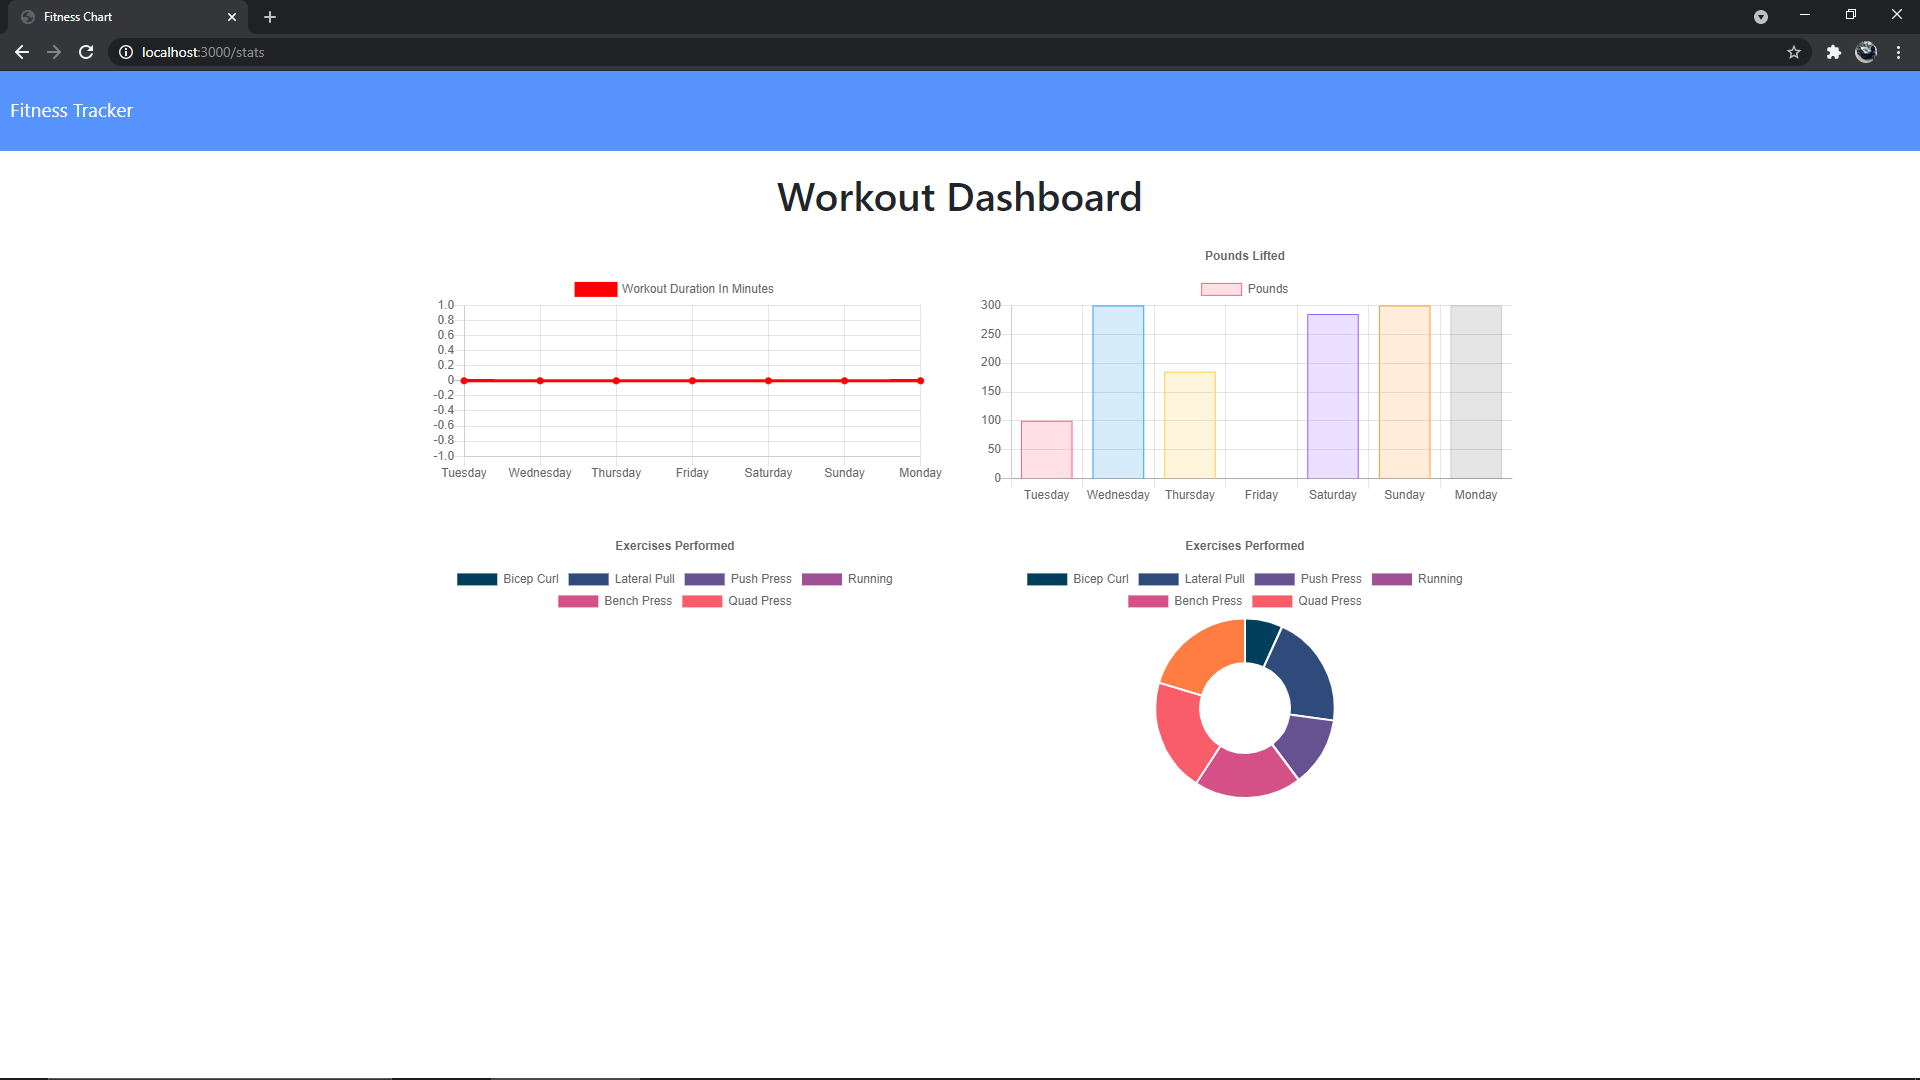 Fitness Chart
localhost:3000/stats
Fitness Tracker
Workout Dashboard
Workout Duration In Minutes
1.0
0.8
0.6
0.4
0.2
0
-0.2
-0.4
-0.6
-0.8
-1.0
Tuesday Wednesday Thursday Friday Saturday Sunday Monday
Pounds Lifted
Pounds
300
250
200
150
100
50
0
Tuesday Wednesday Thursday Friday Saturday Sunday Monday
Exercises Performed
Bicep Curl Lateral Pull Push Press Running
Bench Press Quad Press
Exercises Performed
Bicep Curl Lateral Pull Push Press Running
Bench Press Quad Press